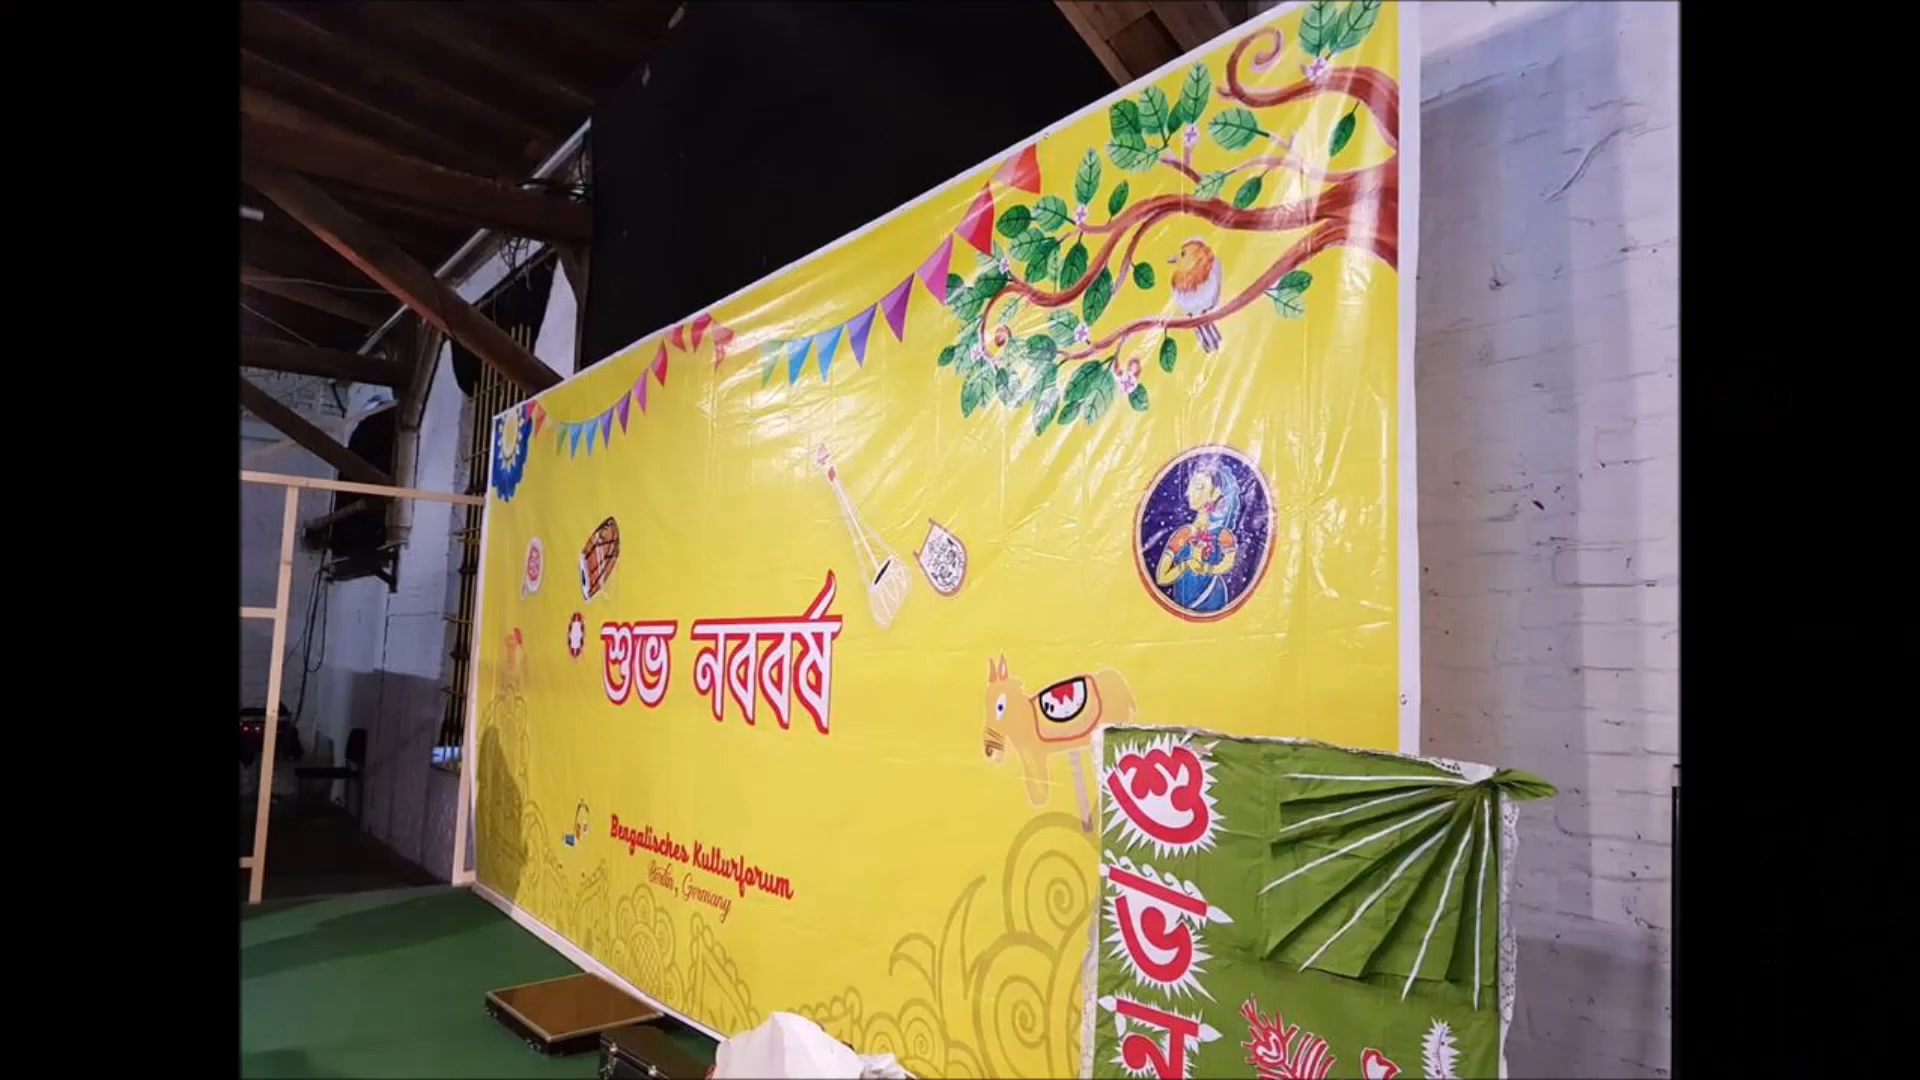 শুভ নববর্ষ
Bengalisches Kulturforum
Berlin, Germany
শু
ভ
ন